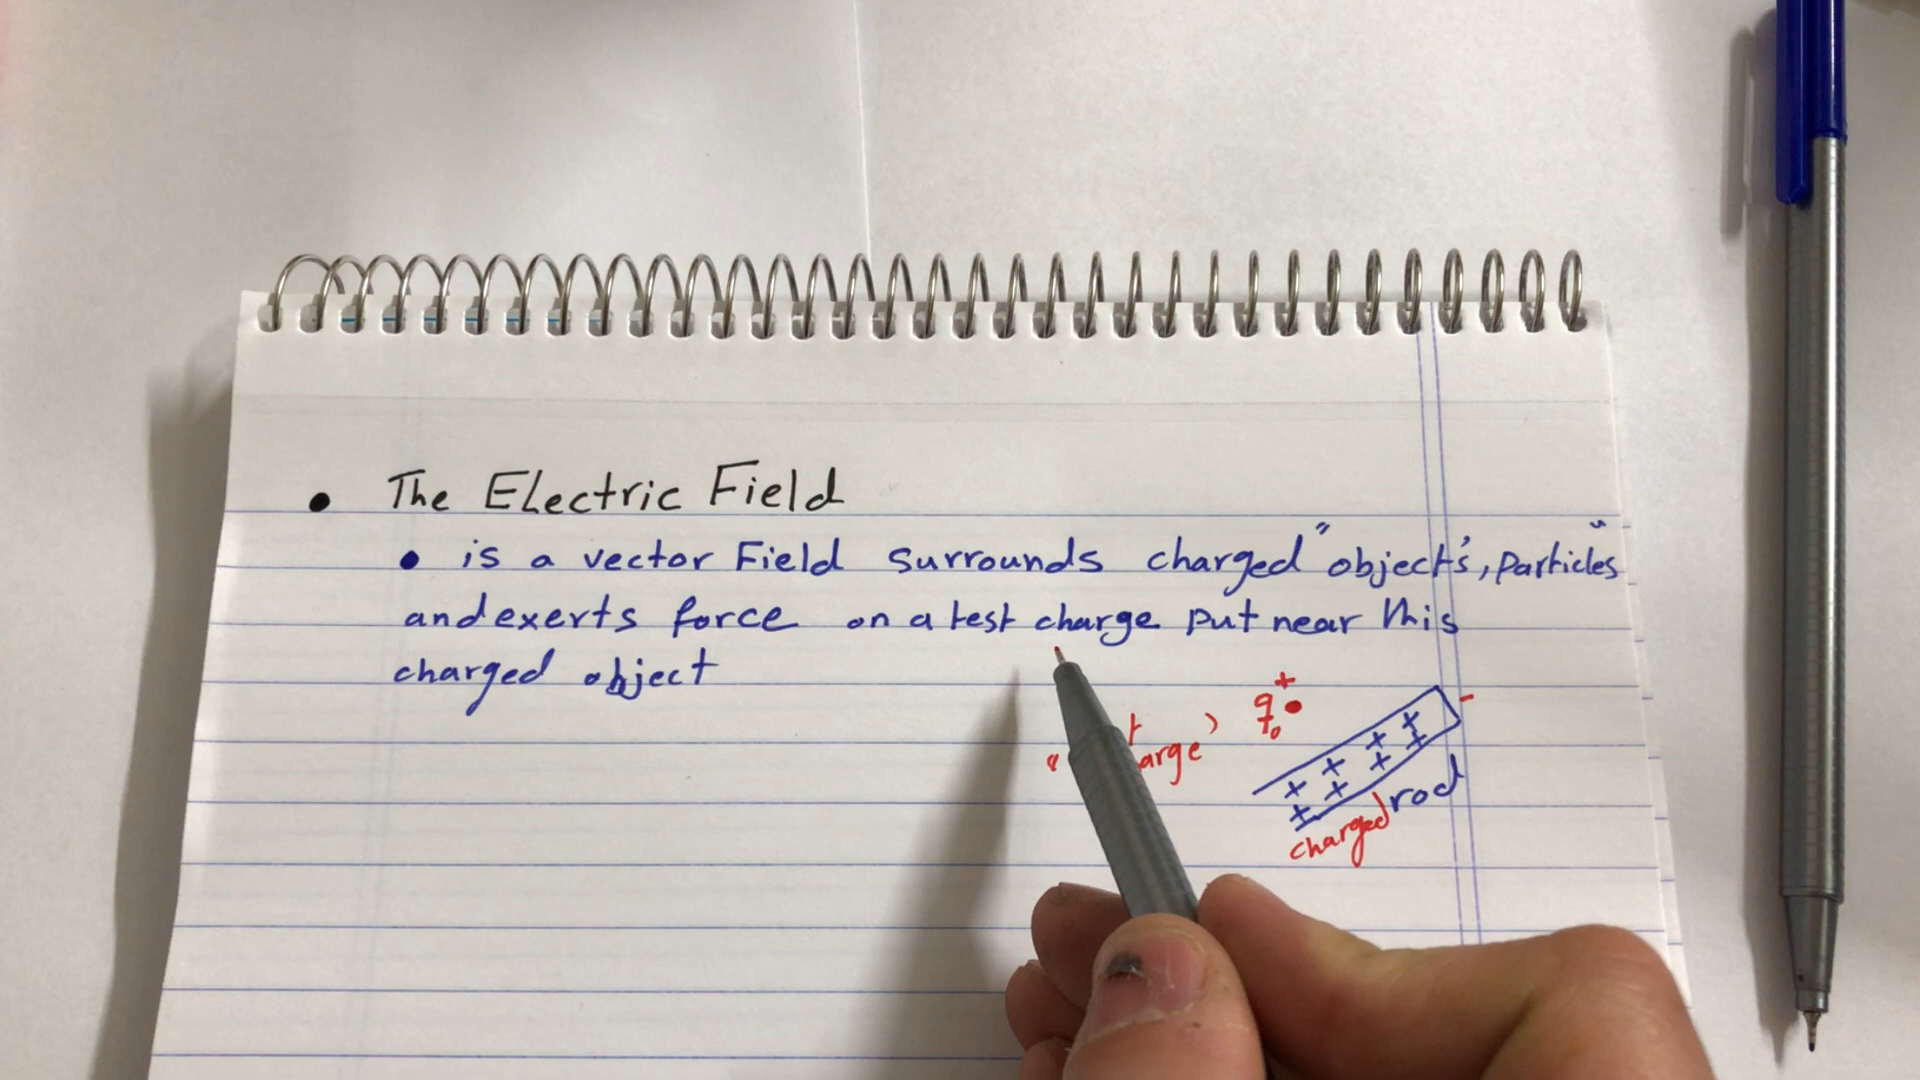 • The Electric Field
• is a vector Field surrounds charged "objects, particles"
and exerts force on a test charge put near this
charged object
q₀ +
-
+ + + + + + + + +
charged rod